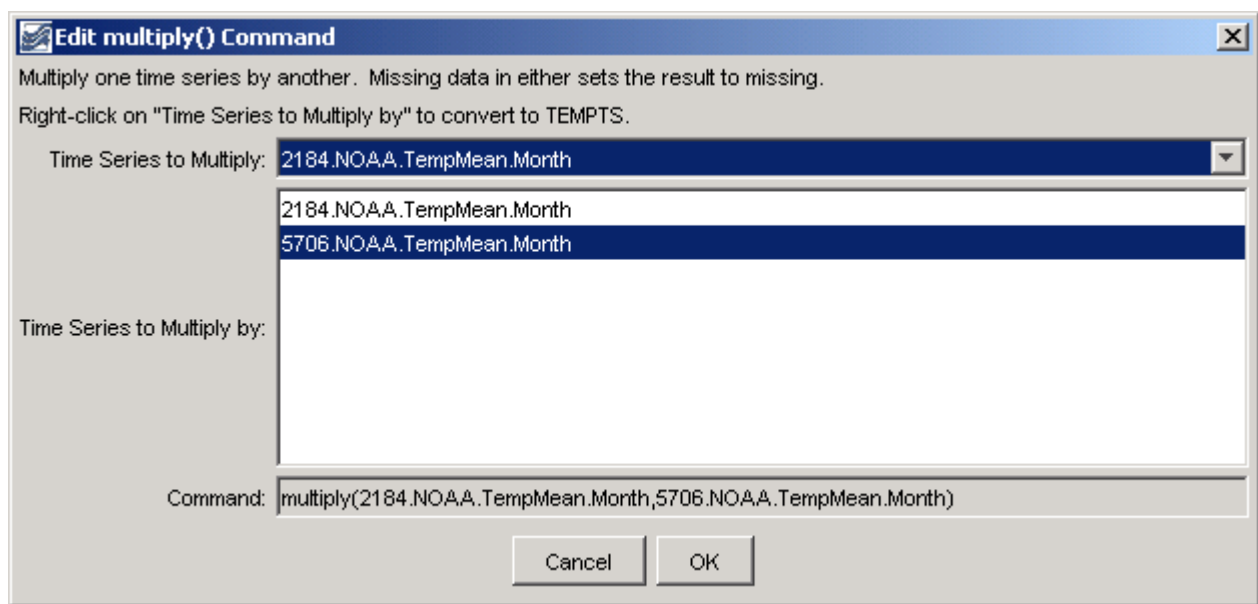 Edit multiply() Command
Multiply one time series by another.  Missing data in either sets the result to missing.
Right-click on "Time Series to Multiply by" to convert to TEMPTS.
Time Series to Multiply: 2184.NOAA.TempMean.Month
2184.NOAA.TempMean.Month
5706.NOAA.TempMean.Month
Time Series to Multiply by:
Command: multiply(2184.NOAA.TempMean.Month,5706.NOAA.TempMean.Month)
Cancel OK